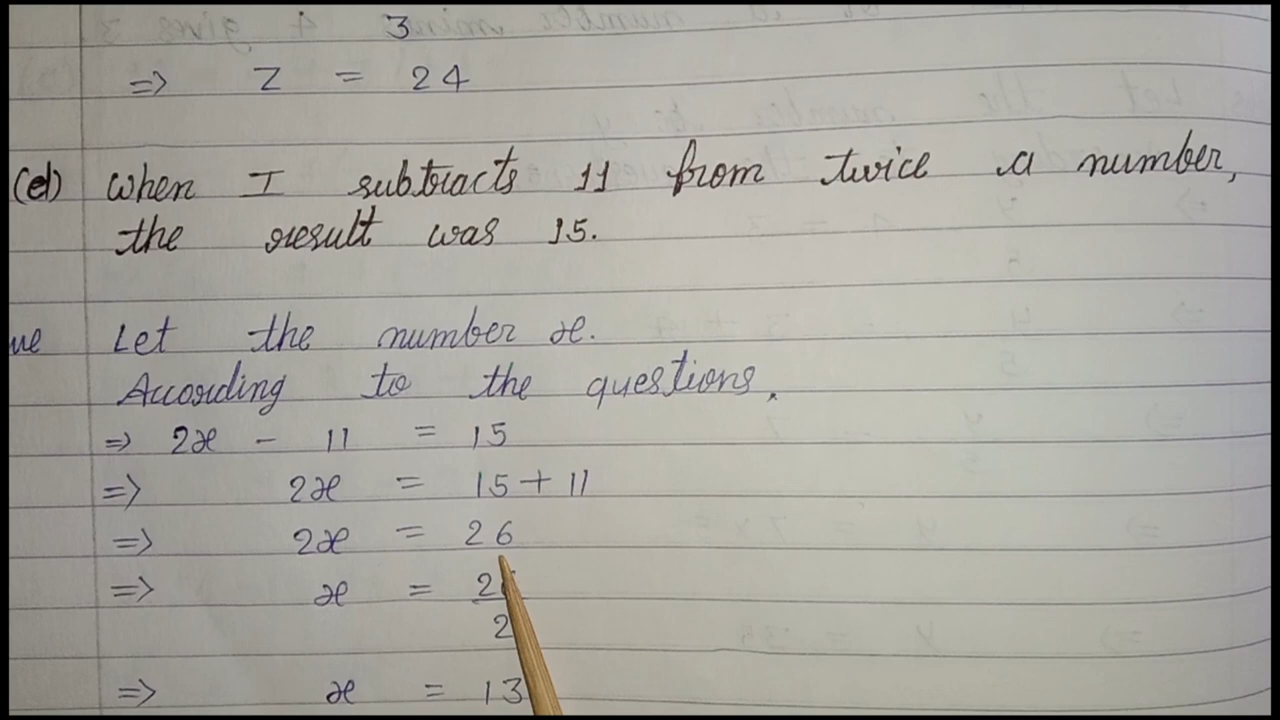 3
=> Z = 24
(d) When I subtracts 11 from twice a number,
the result was 15.
Let the number x.
According to the questions,
=> 2x - 11 = 15
=> 2x = 15 + 11
=> 2x = 26
=> x = 2
2
=> x = 13